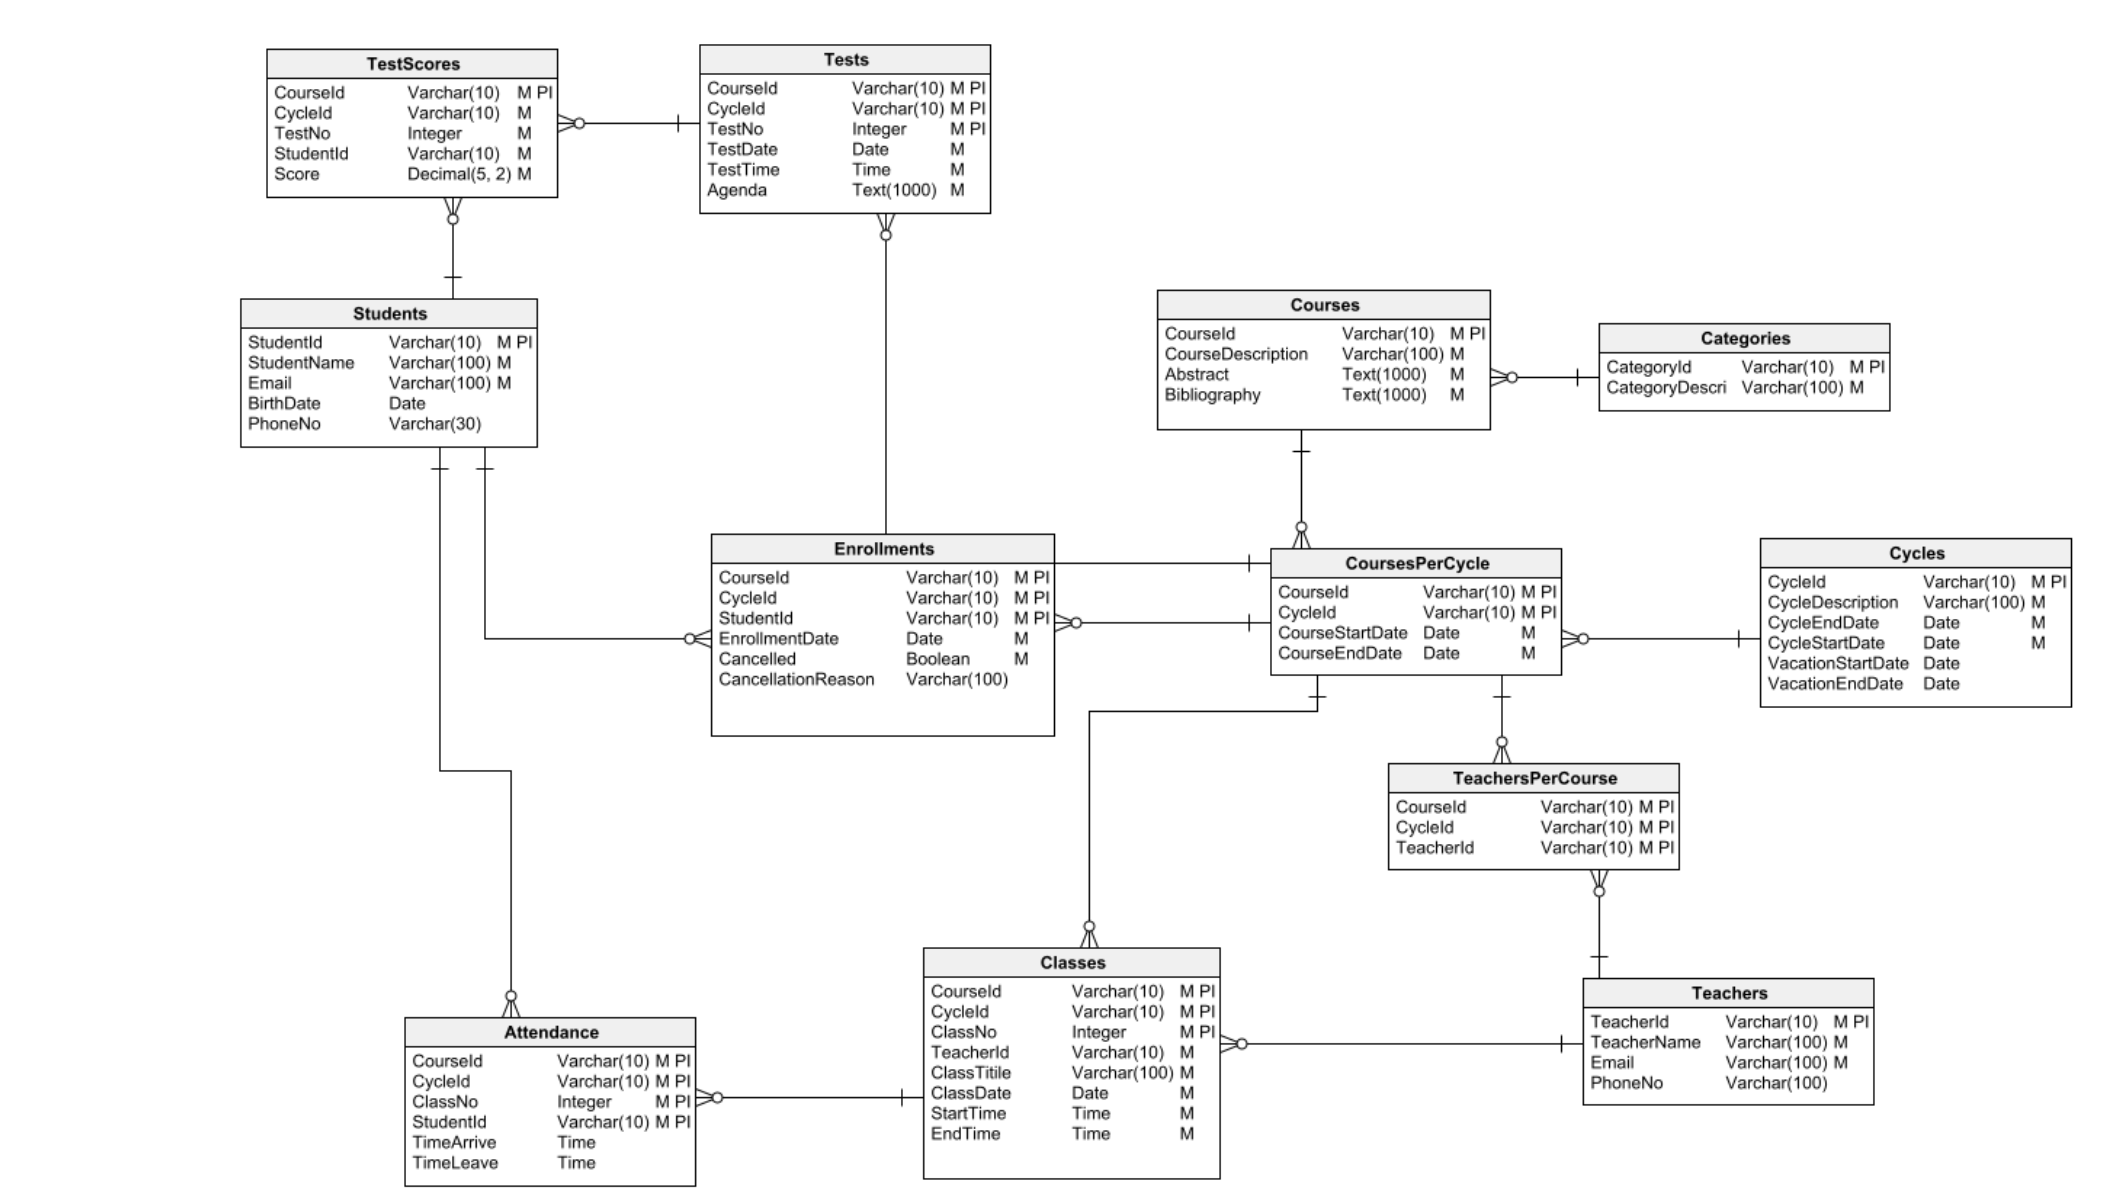 TestScores
CourseId Varchar(10) M PI
CycleId Varchar(10) M
TestNo Integer M
StudentId Varchar(10) M
Score Decimal(5, 2) M
Tests
CourseId Varchar(10) M PI
CycleId Varchar(10) M PI
TestNo Integer M PI
TestDate Date M
TestTime Time M
Agenda Text(1000) M
Students
StudentId Varchar(10) M PI
StudentName Varchar(100) M
Email Varchar(100) M
BirthDate Date
PhoneNo Varchar(30)
Courses
CourseId Varchar(10) M PI
CourseDescription Varchar(100) M
Abstract Text(1000) M
Bibliography Text(1000) M
Categories
CategoryId Varchar(10) M PI
CategoryDescri Varchar(100) M
Enrollments
CourseId Varchar(10) M PI
CycleId Varchar(10) M PI
StudentId Varchar(10) M PI
EnrollmentDate Date M
Cancelled Boolean M
CancellationReason Varchar(100)
CoursesPerCycle
CourseId Varchar(10) M PI
CycleId Varchar(10) M PI
CourseStartDate Date M
CourseEndDate Date M
Cycles
CycleId Varchar(10) M PI
CycleDescription Varchar(100) M
CycleEndDate Date M
CycleStartDate Date M
VacationStartDate Date
VacationEndDate Date
TeachersPerCourse
CourseId Varchar(10) M PI
CycleId Varchar(10) M PI
TeacherId Varchar(10) M PI
Attendance
CourseId Varchar(10) M PI
CycleId Varchar(10) M PI
ClassNo Integer M PI
StudentId Varchar(10) M PI
TimeArrive Time
TimeLeave Time
Classes
CourseId Varchar(10) M PI
CycleId Varchar(10) M PI
ClassNo Integer M PI
TeacherId Varchar(10) M
ClassTitile Varchar(100) M
ClassDate Date M
StartTime Time M
EndTime Time M
Teachers
TeacherId Varchar(10) M PI
TeacherName Varchar(100) M
Email Varchar(100) M
PhoneNo Varchar(100)